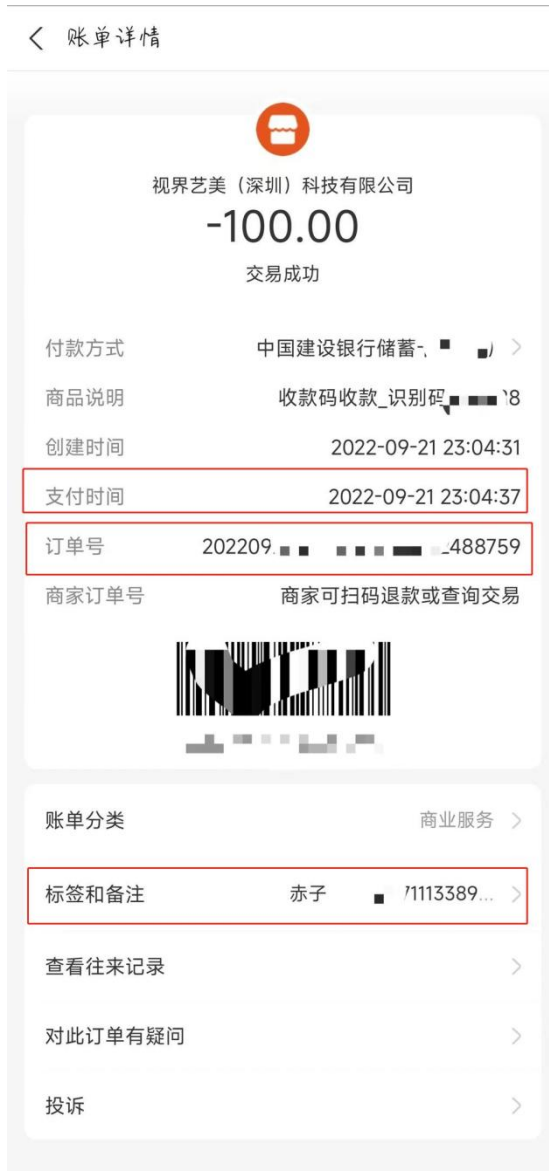 账单详情
视界艺美（深圳）科技有限公司
-100.00
交易成功
付款方式 中国建设银行储蓄-
商品说明 收款码收款_识别码 8
创建时间 2022-09-21 23:04:31
支付时间 2022-09-21 23:04:37
订单号 202209 488759
商家订单号 商家可扫码退款或查询交易
账单分类 商业服务
标签和备注 赤子 71113389...
查看往来记录
对此订单有疑问
投诉